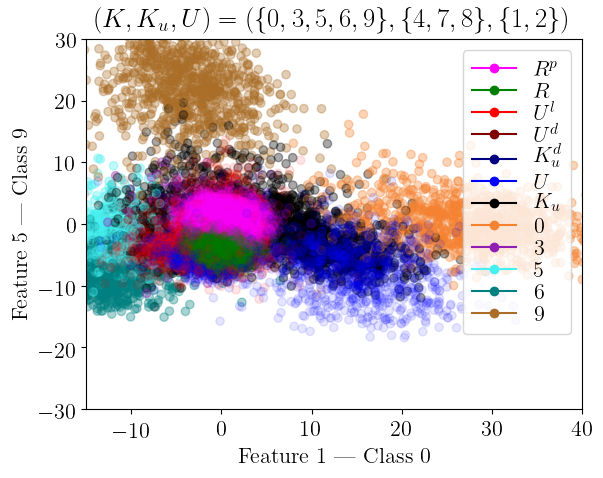 (K, K_u, U) = ({0, 3, 5, 6, 9}, {4, 7, 8}, {1, 2})
30
20
10
0
−10
−20
−30
Feature 5 — Class 9
R^p
R
U^l
U^d
K_u^d
U
K_u
0
3
5
6
9
−10
0
10
20
30
40
Feature 1 — Class 0